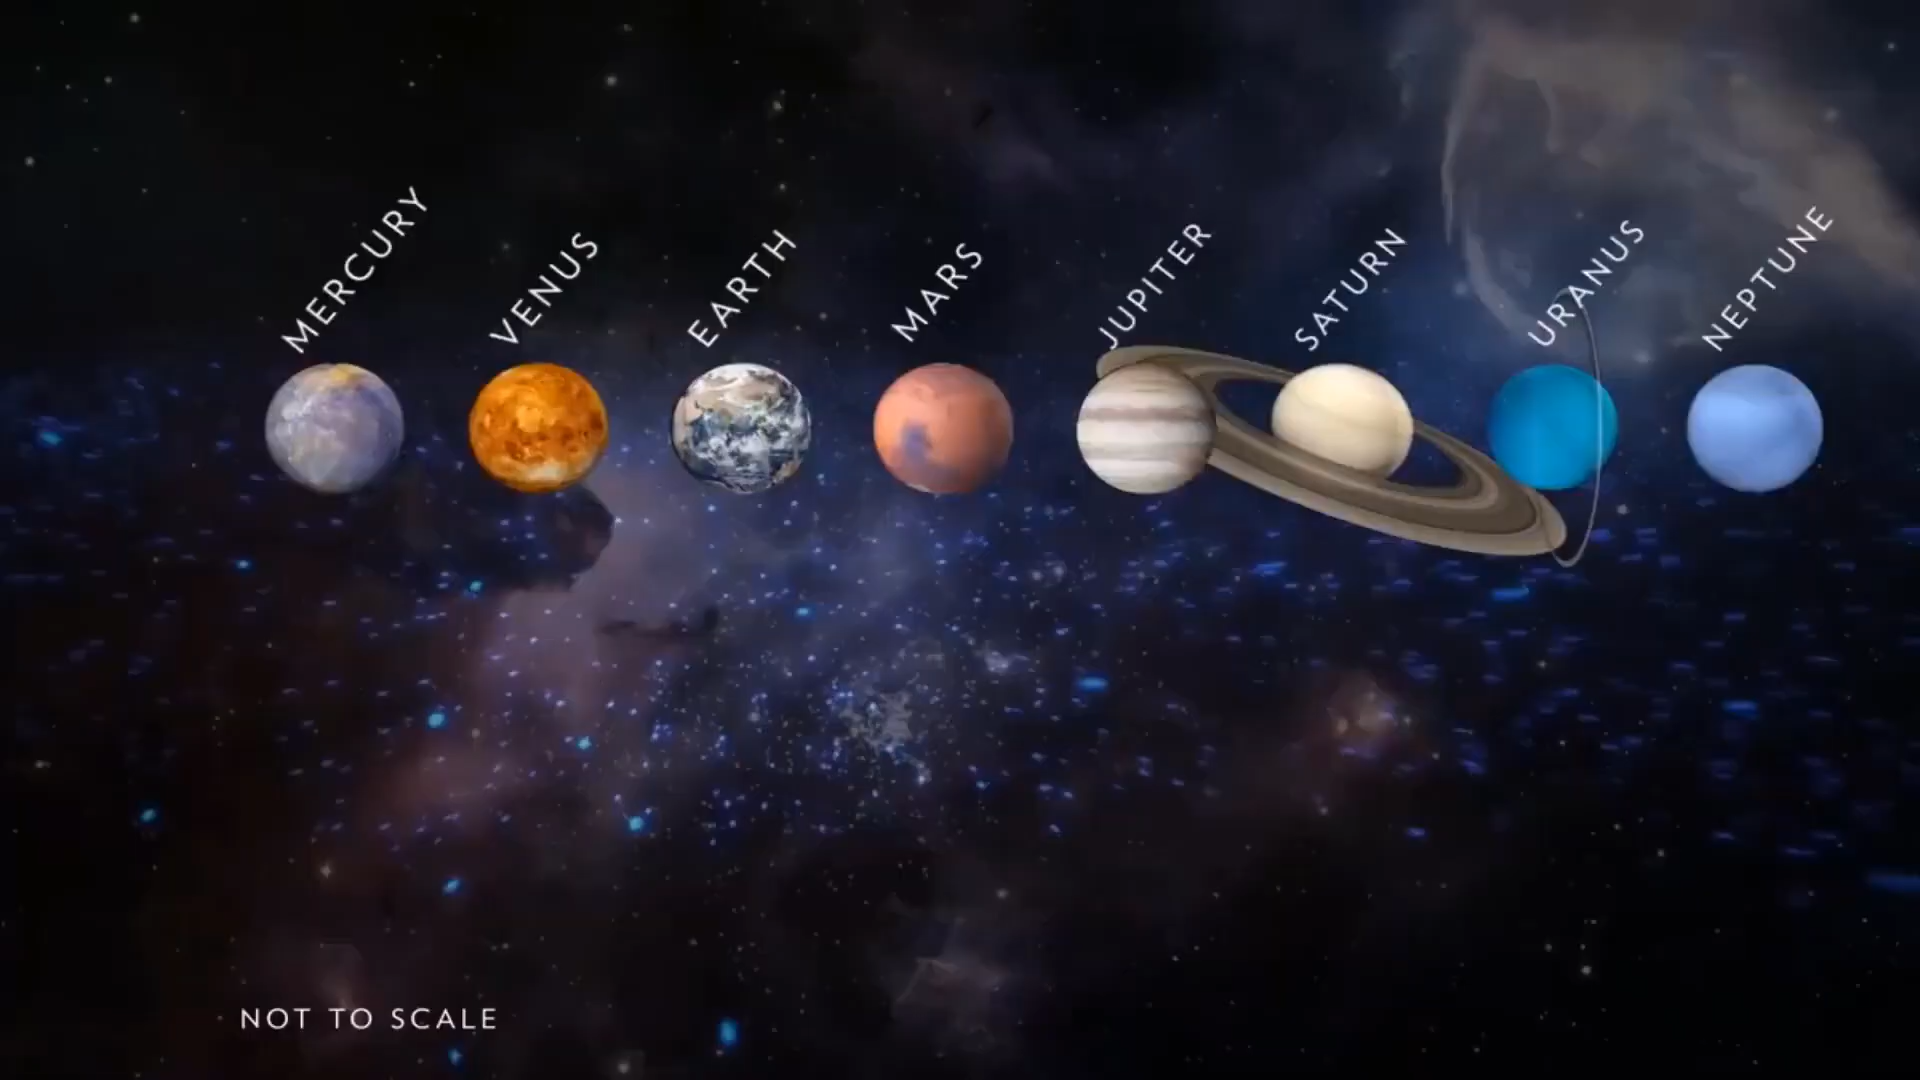 MERCURY
VENUS
EARTH
MARS
JUPITER
SATURN
URANUS
NEPTUNE
NOT TO SCALE